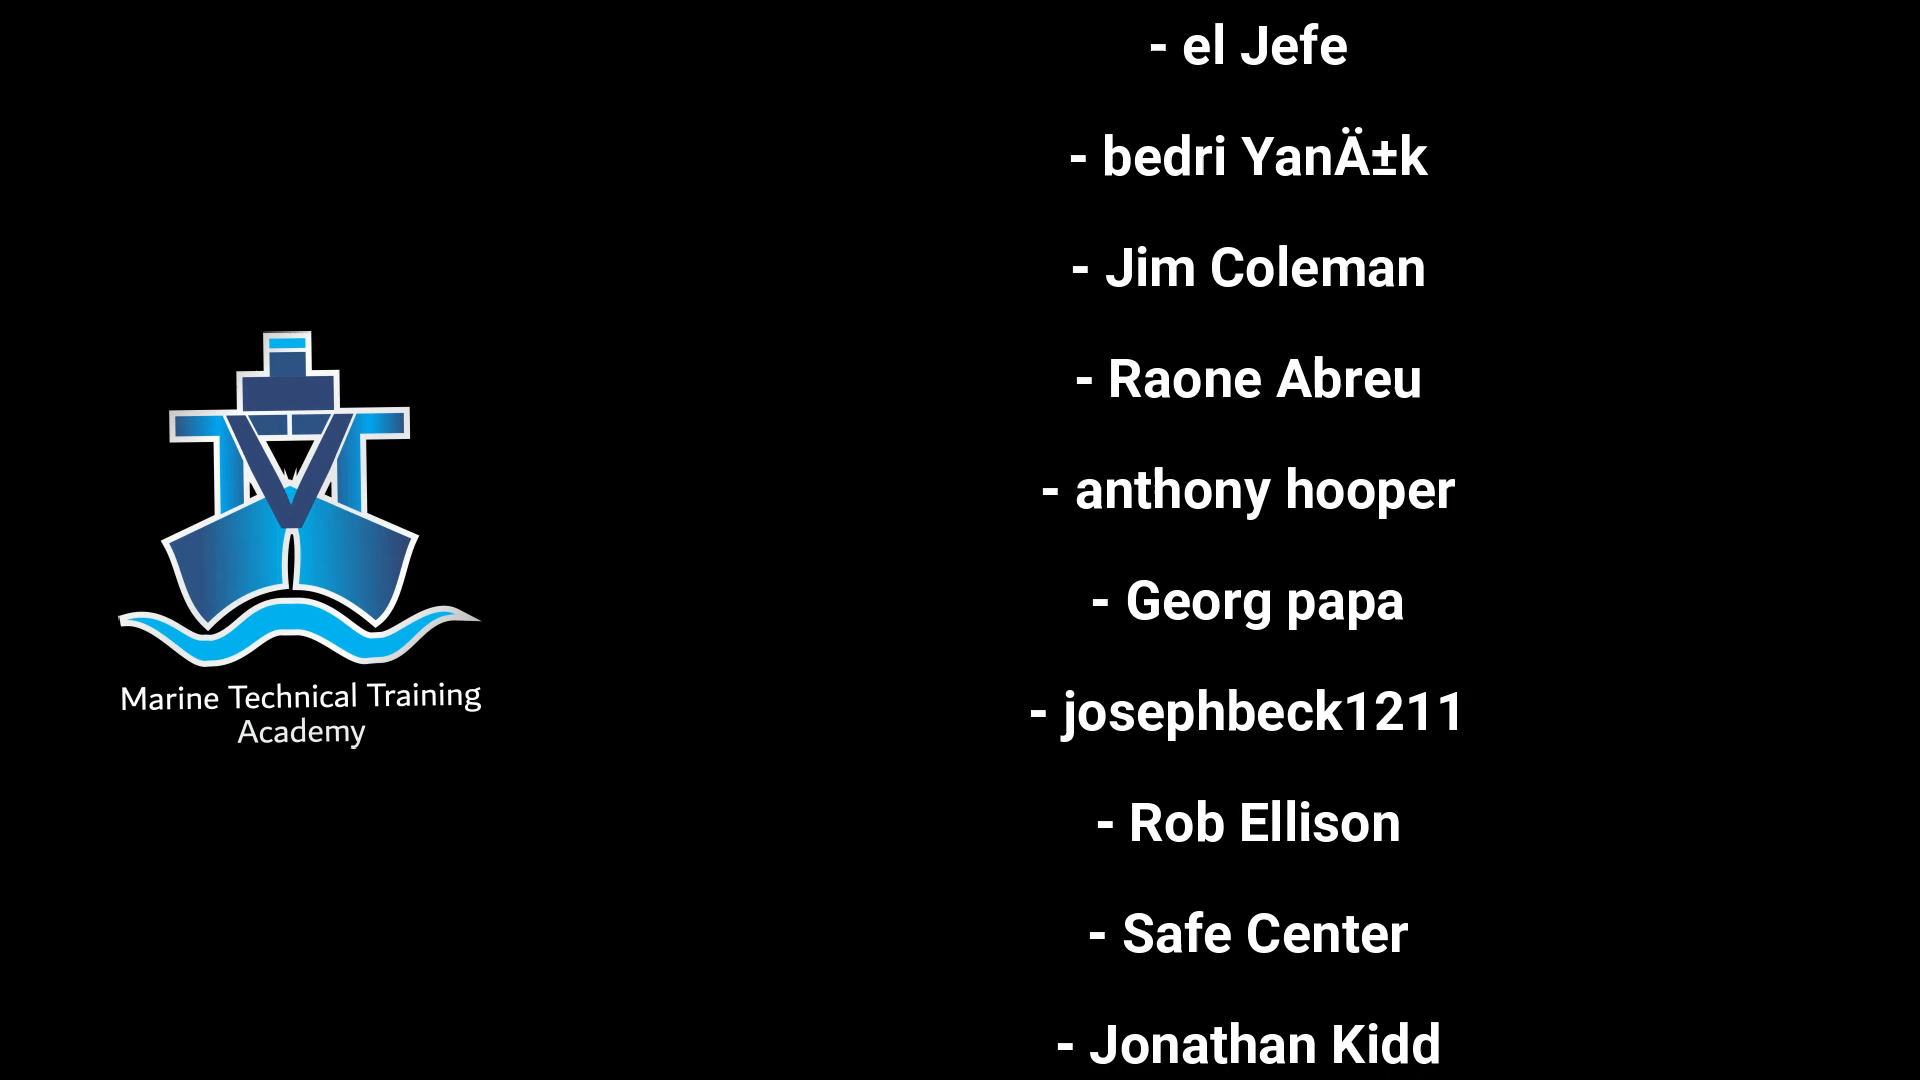 - el Jefe
- bedri YanÄ±k
- Jim Coleman
- Raone Abreu
- anthony hooper
- Georg papa
- josephbeck1211
- Rob Ellison
- Safe Center
- Jonathan Kidd
Marine Technical Training
Academy